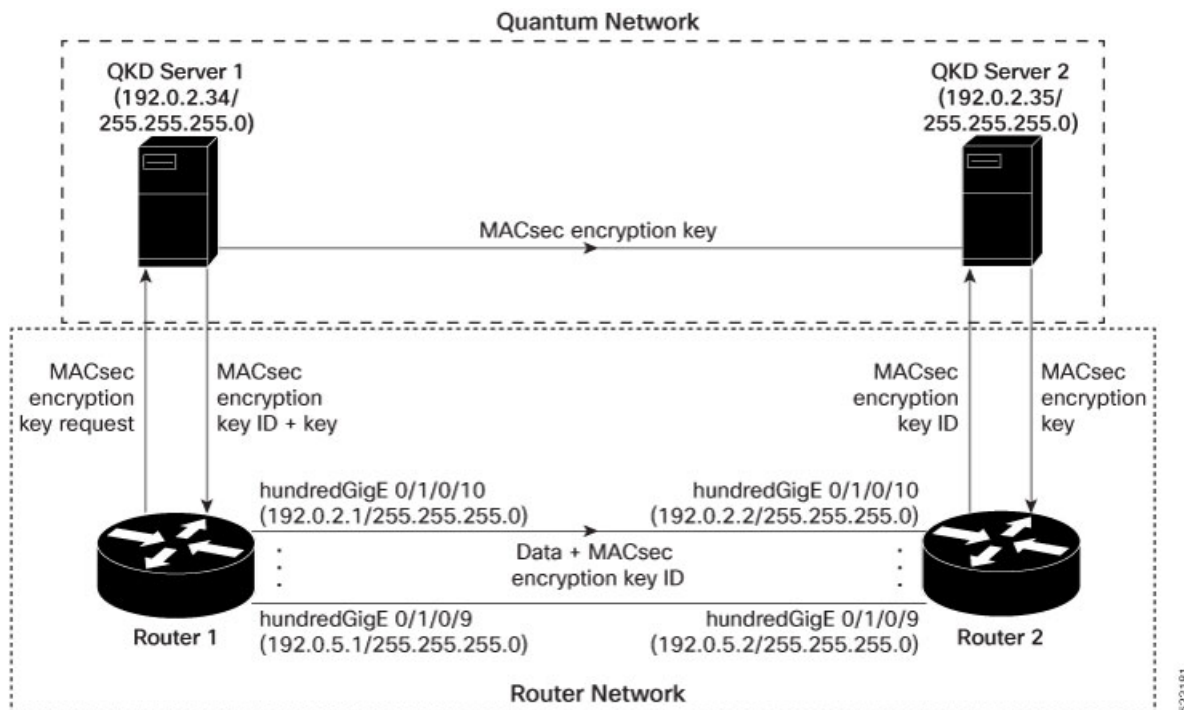 Quantum Network
QKD Server 1
(192.0.2.34/
255.255.255.0)
QKD Server 2
(192.0.2.35/
255.255.255.0)
MACsec encryption key
MACsec
encryption
key request
MACsec
encryption
key ID + key
MACsec
encryption
key ID
MACsec
encryption
key
hundredGigE 0/1/0/10
(192.0.2.1/255.255.255.0)
hundredGigE 0/1/0/10
(192.0.2.2/255.255.255.0)
Data + MACsec
encryption key ID
hundredGigE 0/1/0/9
(192.0.5.1/255.255.255.0)
hundredGigE 0/1/0/9
(192.0.5.2/255.255.255.0)
Router 1
Router 2
Router Network